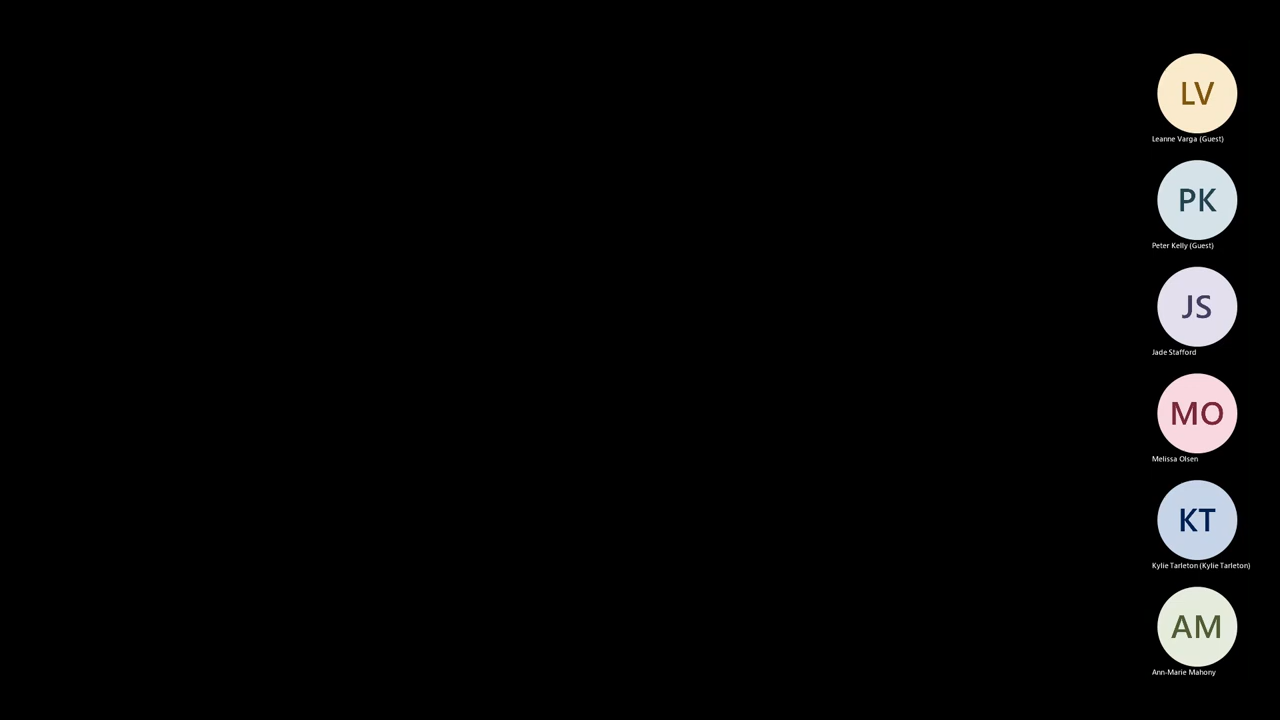 LV
Leanne Varga (Guest)
PK
Peter Kelly (Guest)
JS
Jade Stafford
MO
Melissa Olsen
KT
Kylie Tarleton (Kylie Tarleton)
AM
Ann-Marie Mahony